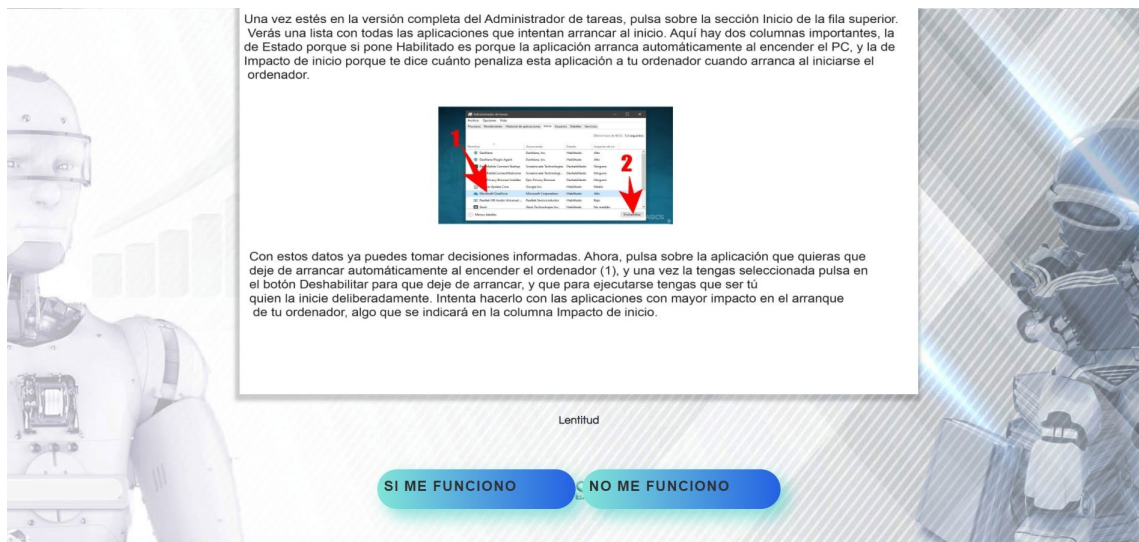 Una vez estés en la versión completa del Administrador de tareas, pulsa sobre la sección Inicio de la fila superior.
Verás una lista con todas las aplicaciones que intentan arrancar al inicio. Aquí hay dos columnas importantes, la
de Estado porque si pone Habilitado es porque la aplicación arranca automáticamente al encender el PC, y la de
Impacto de inicio porque te dice cuánto penaliza esta aplicación a tu ordenador cuando arranca al iniciarse el
ordenador.
1
2
Con estos datos ya puedes tomar decisiones informadas. Ahora, pulsa sobre la aplicación que quieras que
deje de arrancar automáticamente al encender el ordenador (1), y una vez la tengas seleccionada pulsa en
el botón Deshabilitar para que deje de arrancar, y que para ejecutarse tengas que ser tú
quien la inicie deliberadamente. Intenta hacerlo con las aplicaciones con mayor impacto en el arranque
de tu ordenador, algo que se indicará en la columna Impacto de inicio.
Lentitud
SI ME FUNCIONO
NO ME FUNCIONO